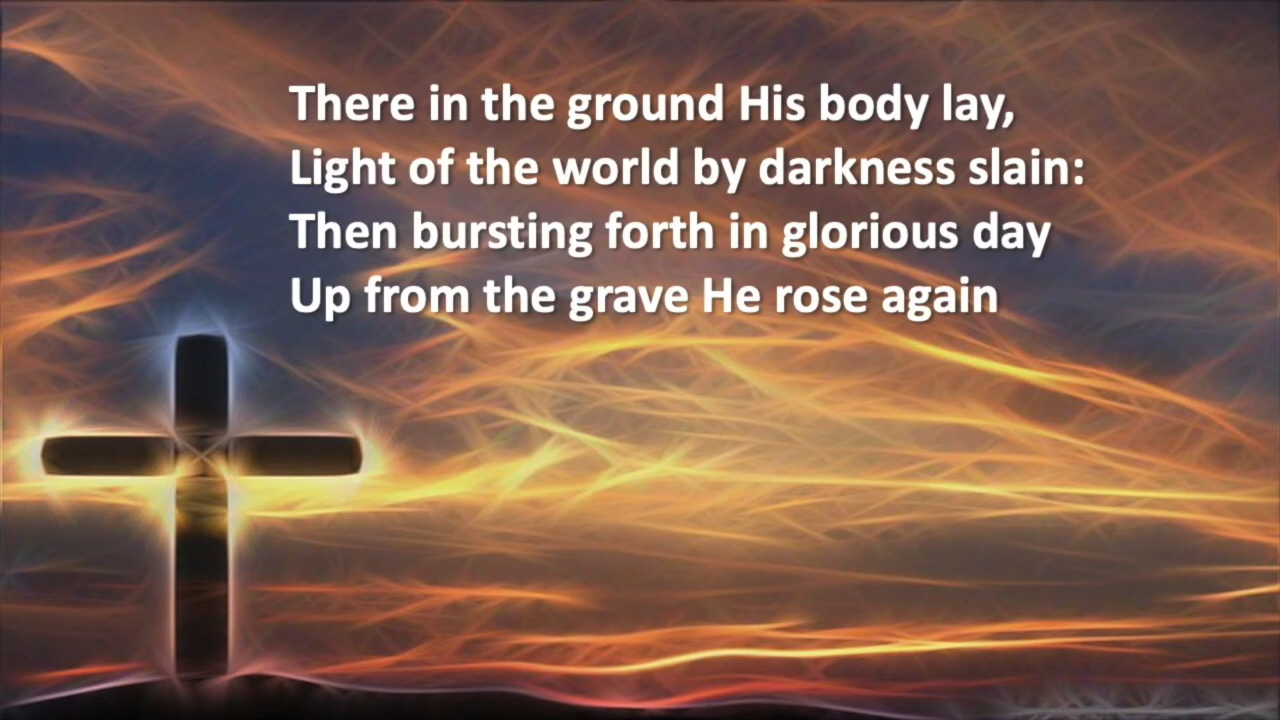 There in the ground His body lay,
Light of the world by darkness slain:
Then bursting forth in glorious day
Up from the grave He rose again